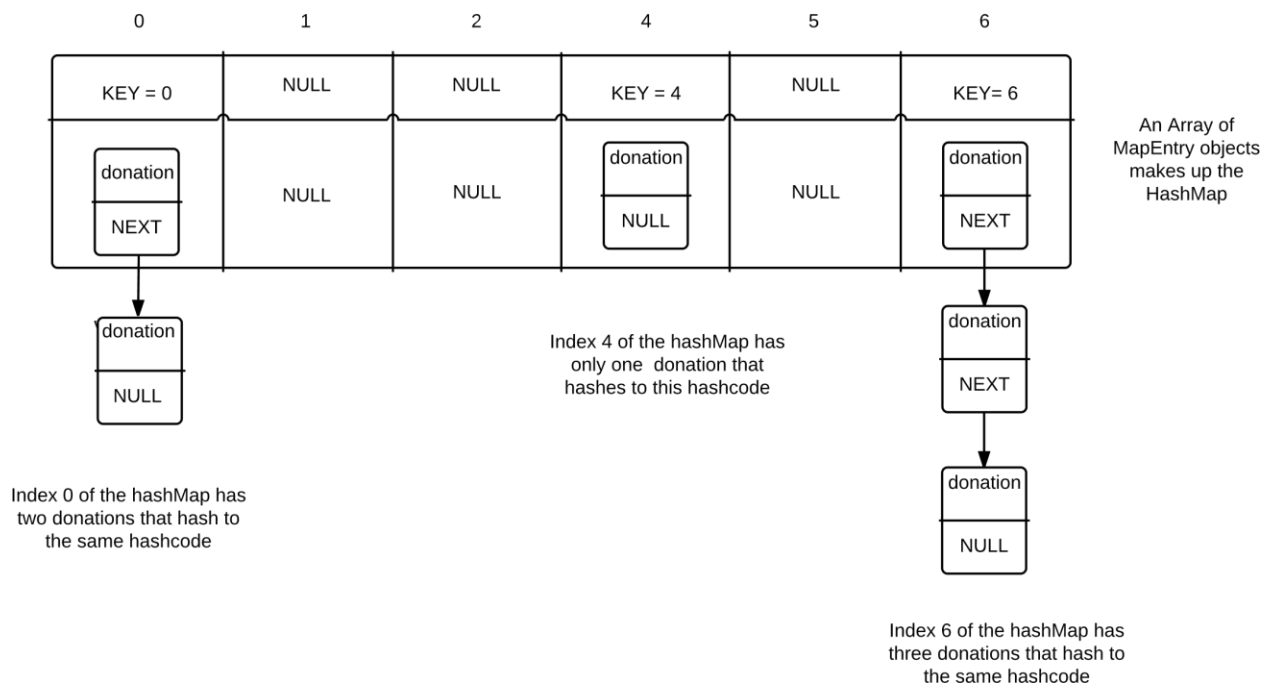 0 1 2 4 5 6
KEY = 0 NULL NULL KEY = 4 NULL KEY= 6
An Array of
MapEntry objects
makes up the
HashMap
donation NULL NULL donation NULL donation
NEXT NULL NEXT
donation
NULL
Index 4 of the hashMap has
only one donation that
hashes to this hashcode
donation
NEXT
Index 0 of the hashMap has
two donations that hash to
the same hashcode
donation
NULL
Index 6 of the hashMap has
three donations that hash to
the same hashcode